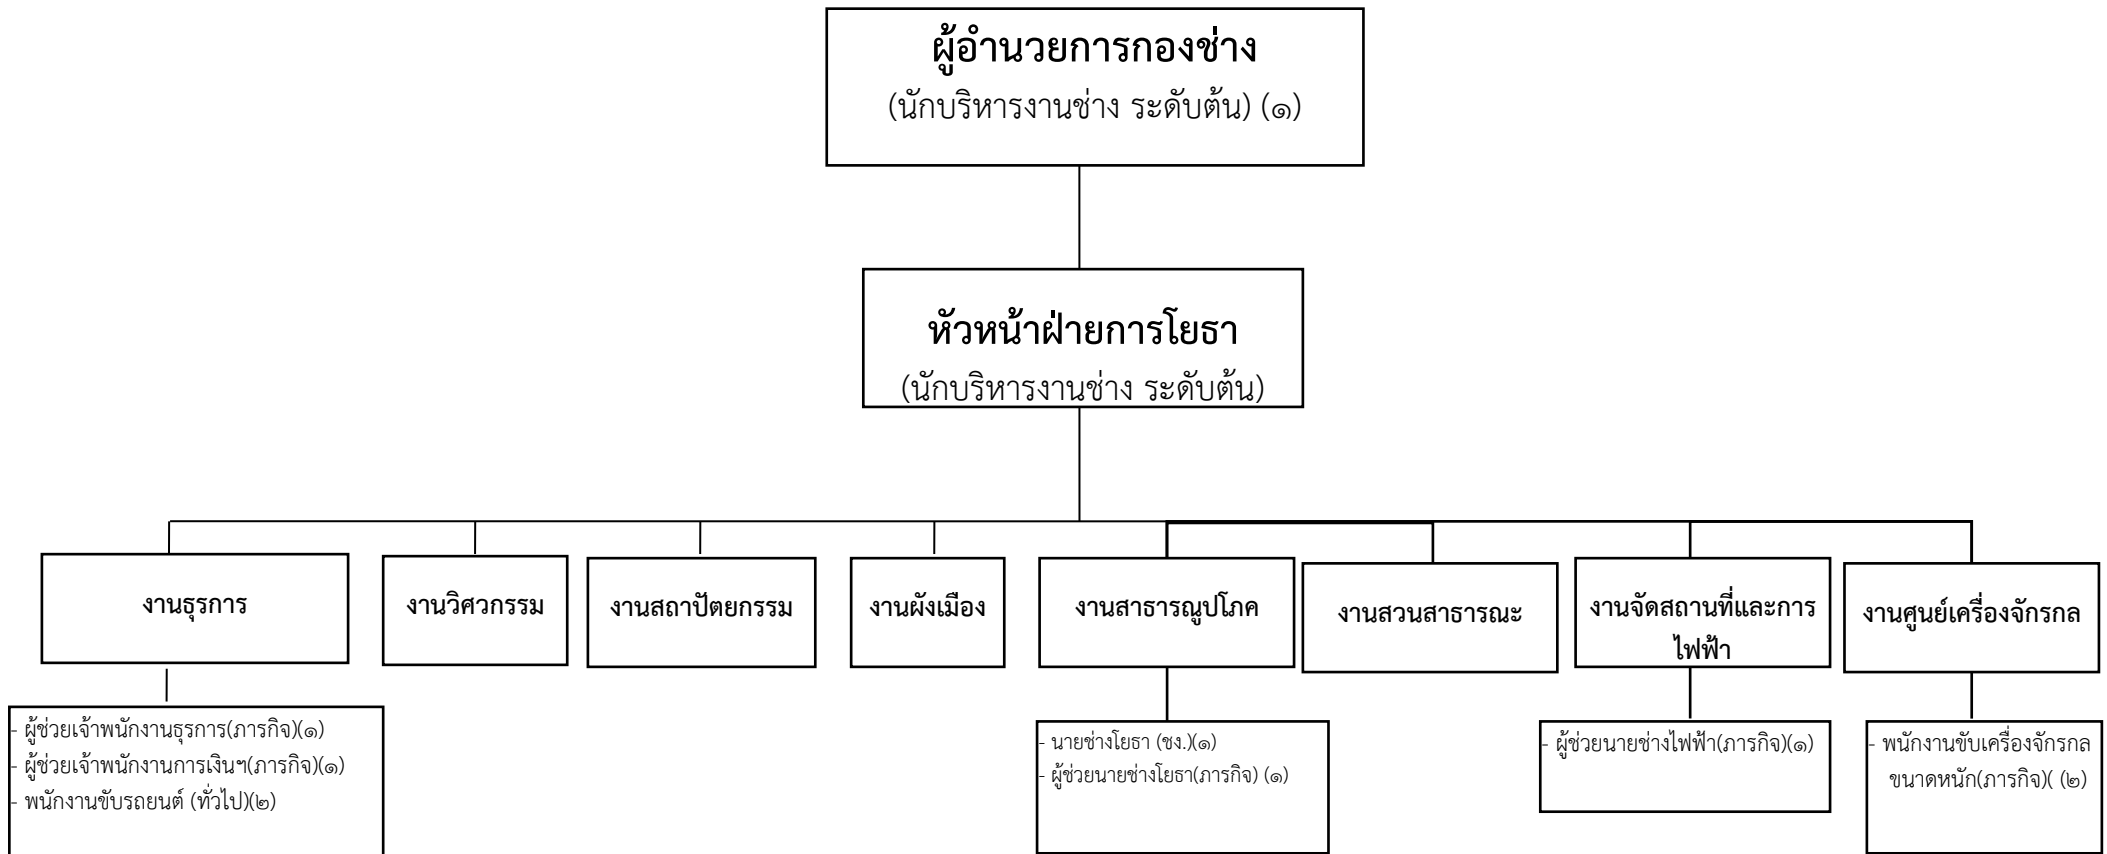 ผู้อำนวยการกองช่าง
(นักบริหารงานช่าง ระดับต้น) (๑)
หัวหน้าฝ่ายการโยธา
(นักบริหารงานช่าง ระดับต้น)
งานธุรการ
งานวิศวกรรม
งานสถาปัตยกรรม
งานผังเมือง
งานสาธารณูปโภค
งานสวนสาธารณะ
งานจัดสถานที่และการ
ไฟฟ้า
งานศูนย์เครื่องจักรกล
- ผู้ช่วยเจ้าพนักงานธุรการ(ภารกิจ)(๑)
- ผู้ช่วยเจ้าพนักงานการเงินฯ(ภารกิจ)(๑)
- พนักงานขับรถยนต์ (ทั่วไป)(๒)
- นายช่างโยธา (ชง.)(๑)
- ผู้ช่วยนายช่างโยธา(ภารกิจ) (๑)
- ผู้ช่วยนายช่างไฟฟ้า(ภารกิจ)(๑)
- พนักงานขับเครื่องจักรกล
ขนาดหนัก(ภารกิจ)( (๒)